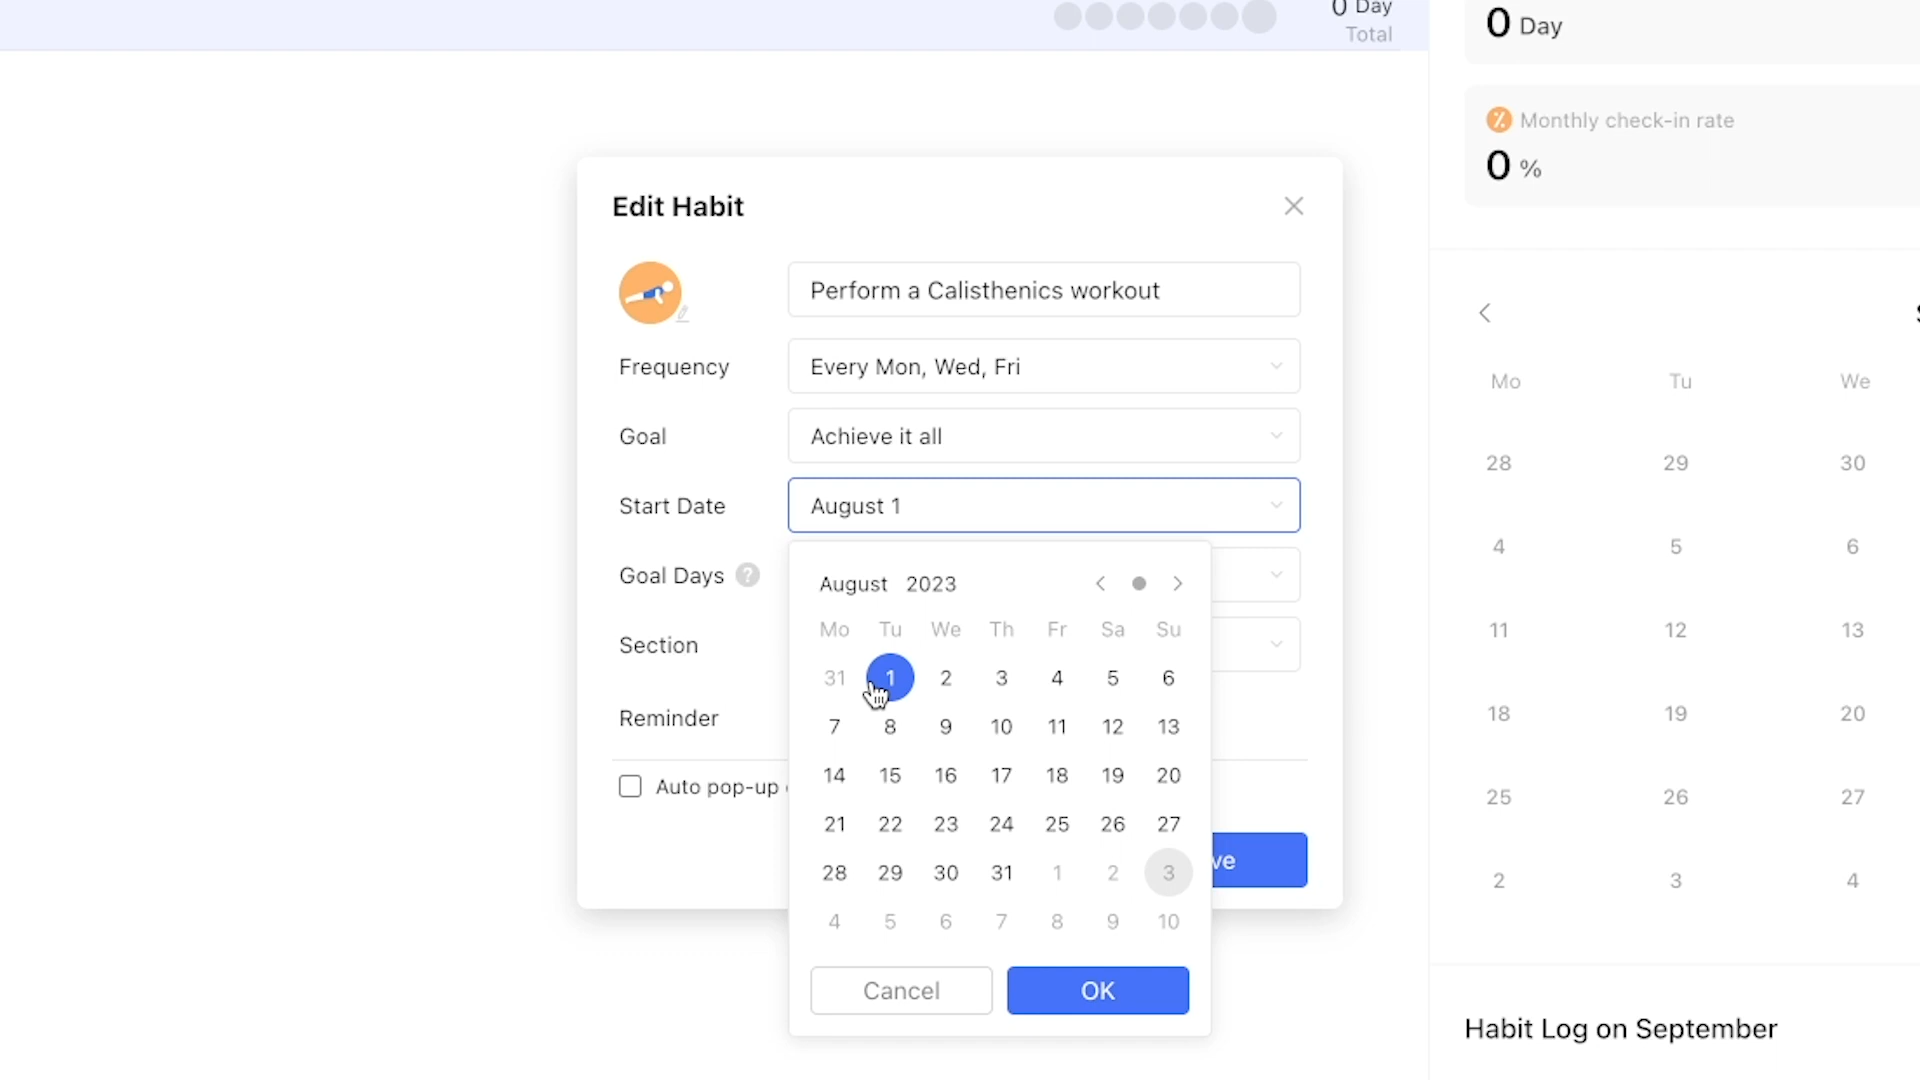 0 Day
Total
0 Day
Monthly check-in rate
0 %
Edit Habit
Perform a Calisthenics workout
Frequency
Every Mon, Wed, Fri
Goal
Achieve it all
Start Date
August 1
Goal Days ?
Section
Reminder
Auto pop-up
August 2023
Mo Tu We Th Fr Sa Su
31 1 2 3 4 5 6
7 8 9 10 11 12 13
14 15 16 17 18 19 20
21 22 23 24 25 26 27
28 29 30 31 1 2 3
4 5 6 7 8 9 10
Cancel OK
ve
Mo Tu We
28 29 30
4 5 6
11 12 13
18 19 20
25 26 27
2 3 4
Habit Log on September